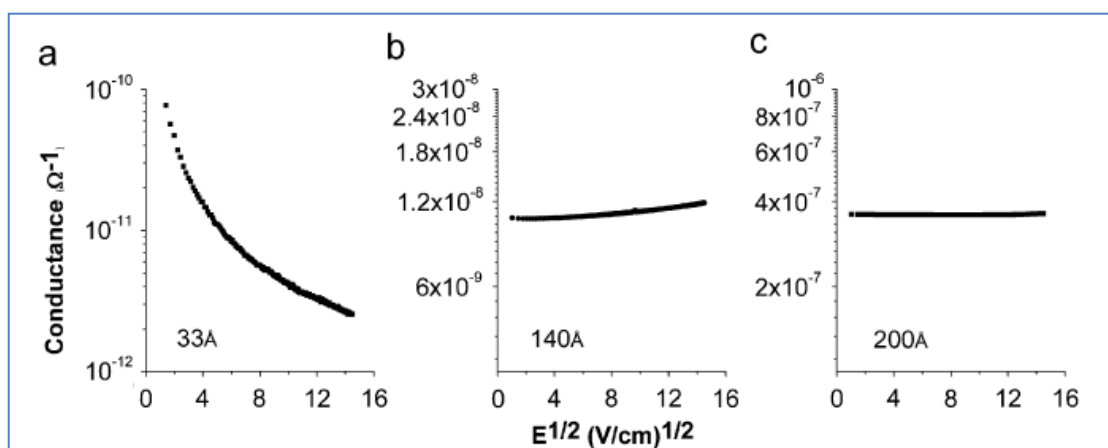 a
b
c
Conductance (Ω-1)
10-10
10-11
10-12
33Å
0 4 8 12 16
3x10-8
2.4x10-8
1.8x10-8
1.2x10-8
6x10-9
140Å
0 4 8 12 16
10-6
8x10-7
6x10-7
4x10-7
2x10-7
200Å
0 4 8 12 16
E1/2 (V/cm)1/2